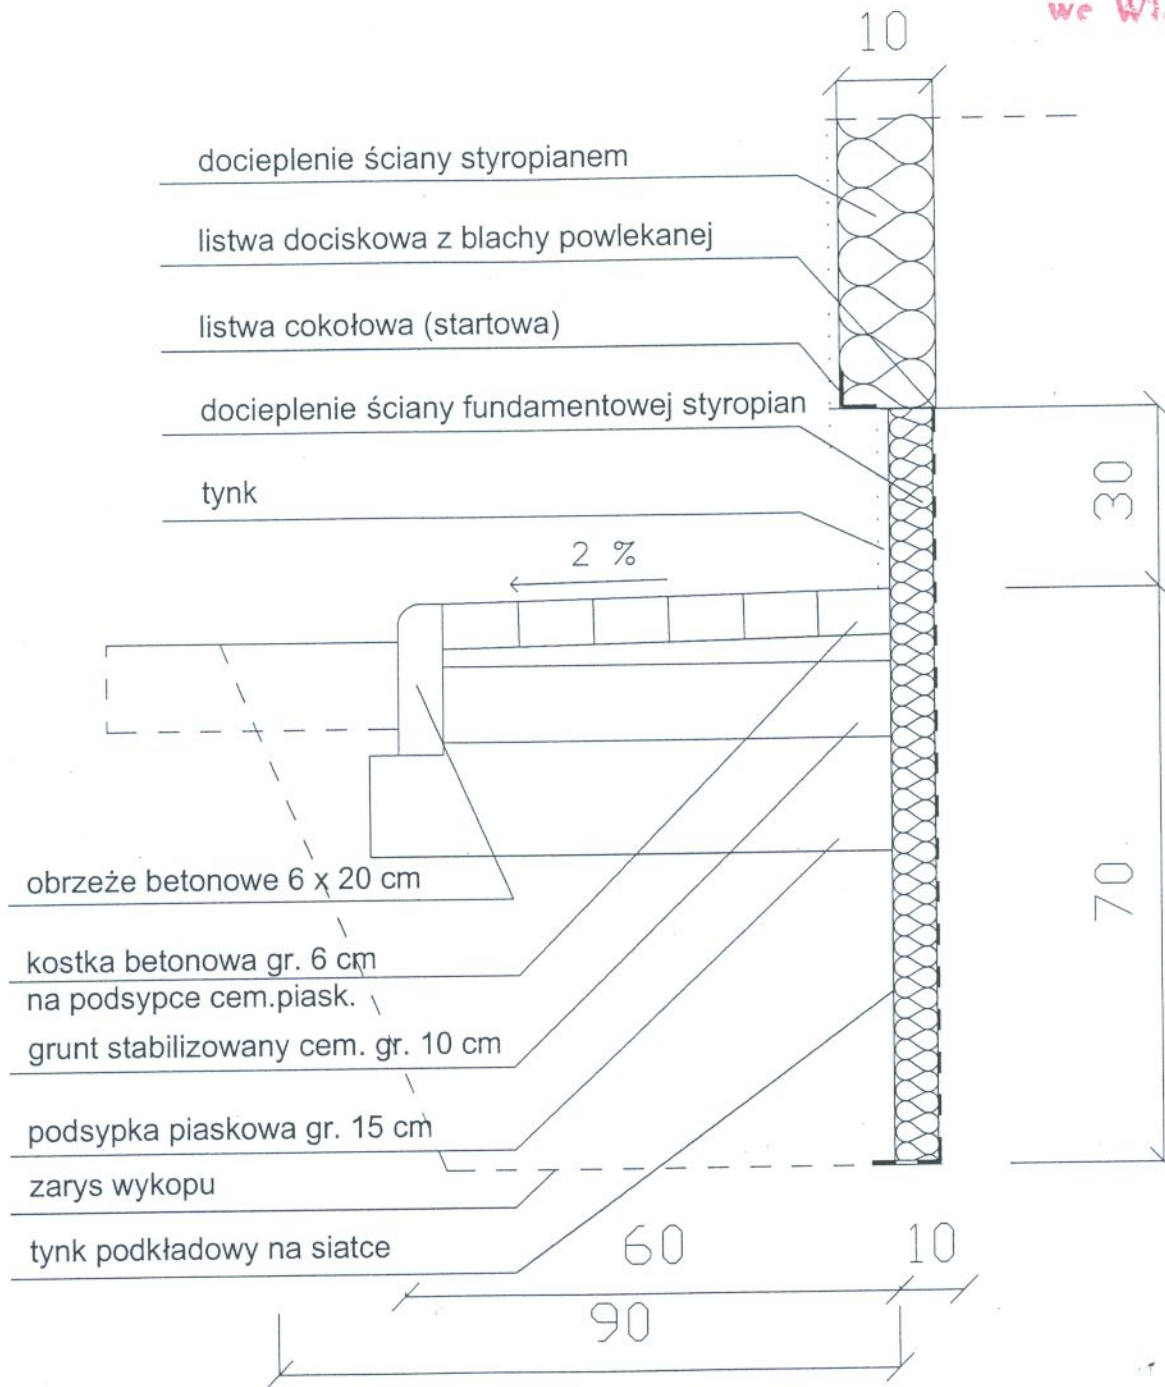 we
10
docieplenie ściany styropianem
listwa dociskowa z blachy powlekanej
listwa cokołowa (startowa)
docieplenie ściany fundamentowej styropian
tynk
2 %
30
obrzeże betonowe 6 x 20 cm
70
kostka betonowa gr. 6 cm
na podsypce cem.piask.
grunt stabilizowany cem. gr. 10 cm
podsypka piaskowa gr. 15 cm
zarys wykopu
tynk podkładowy na siatce
60
10
90